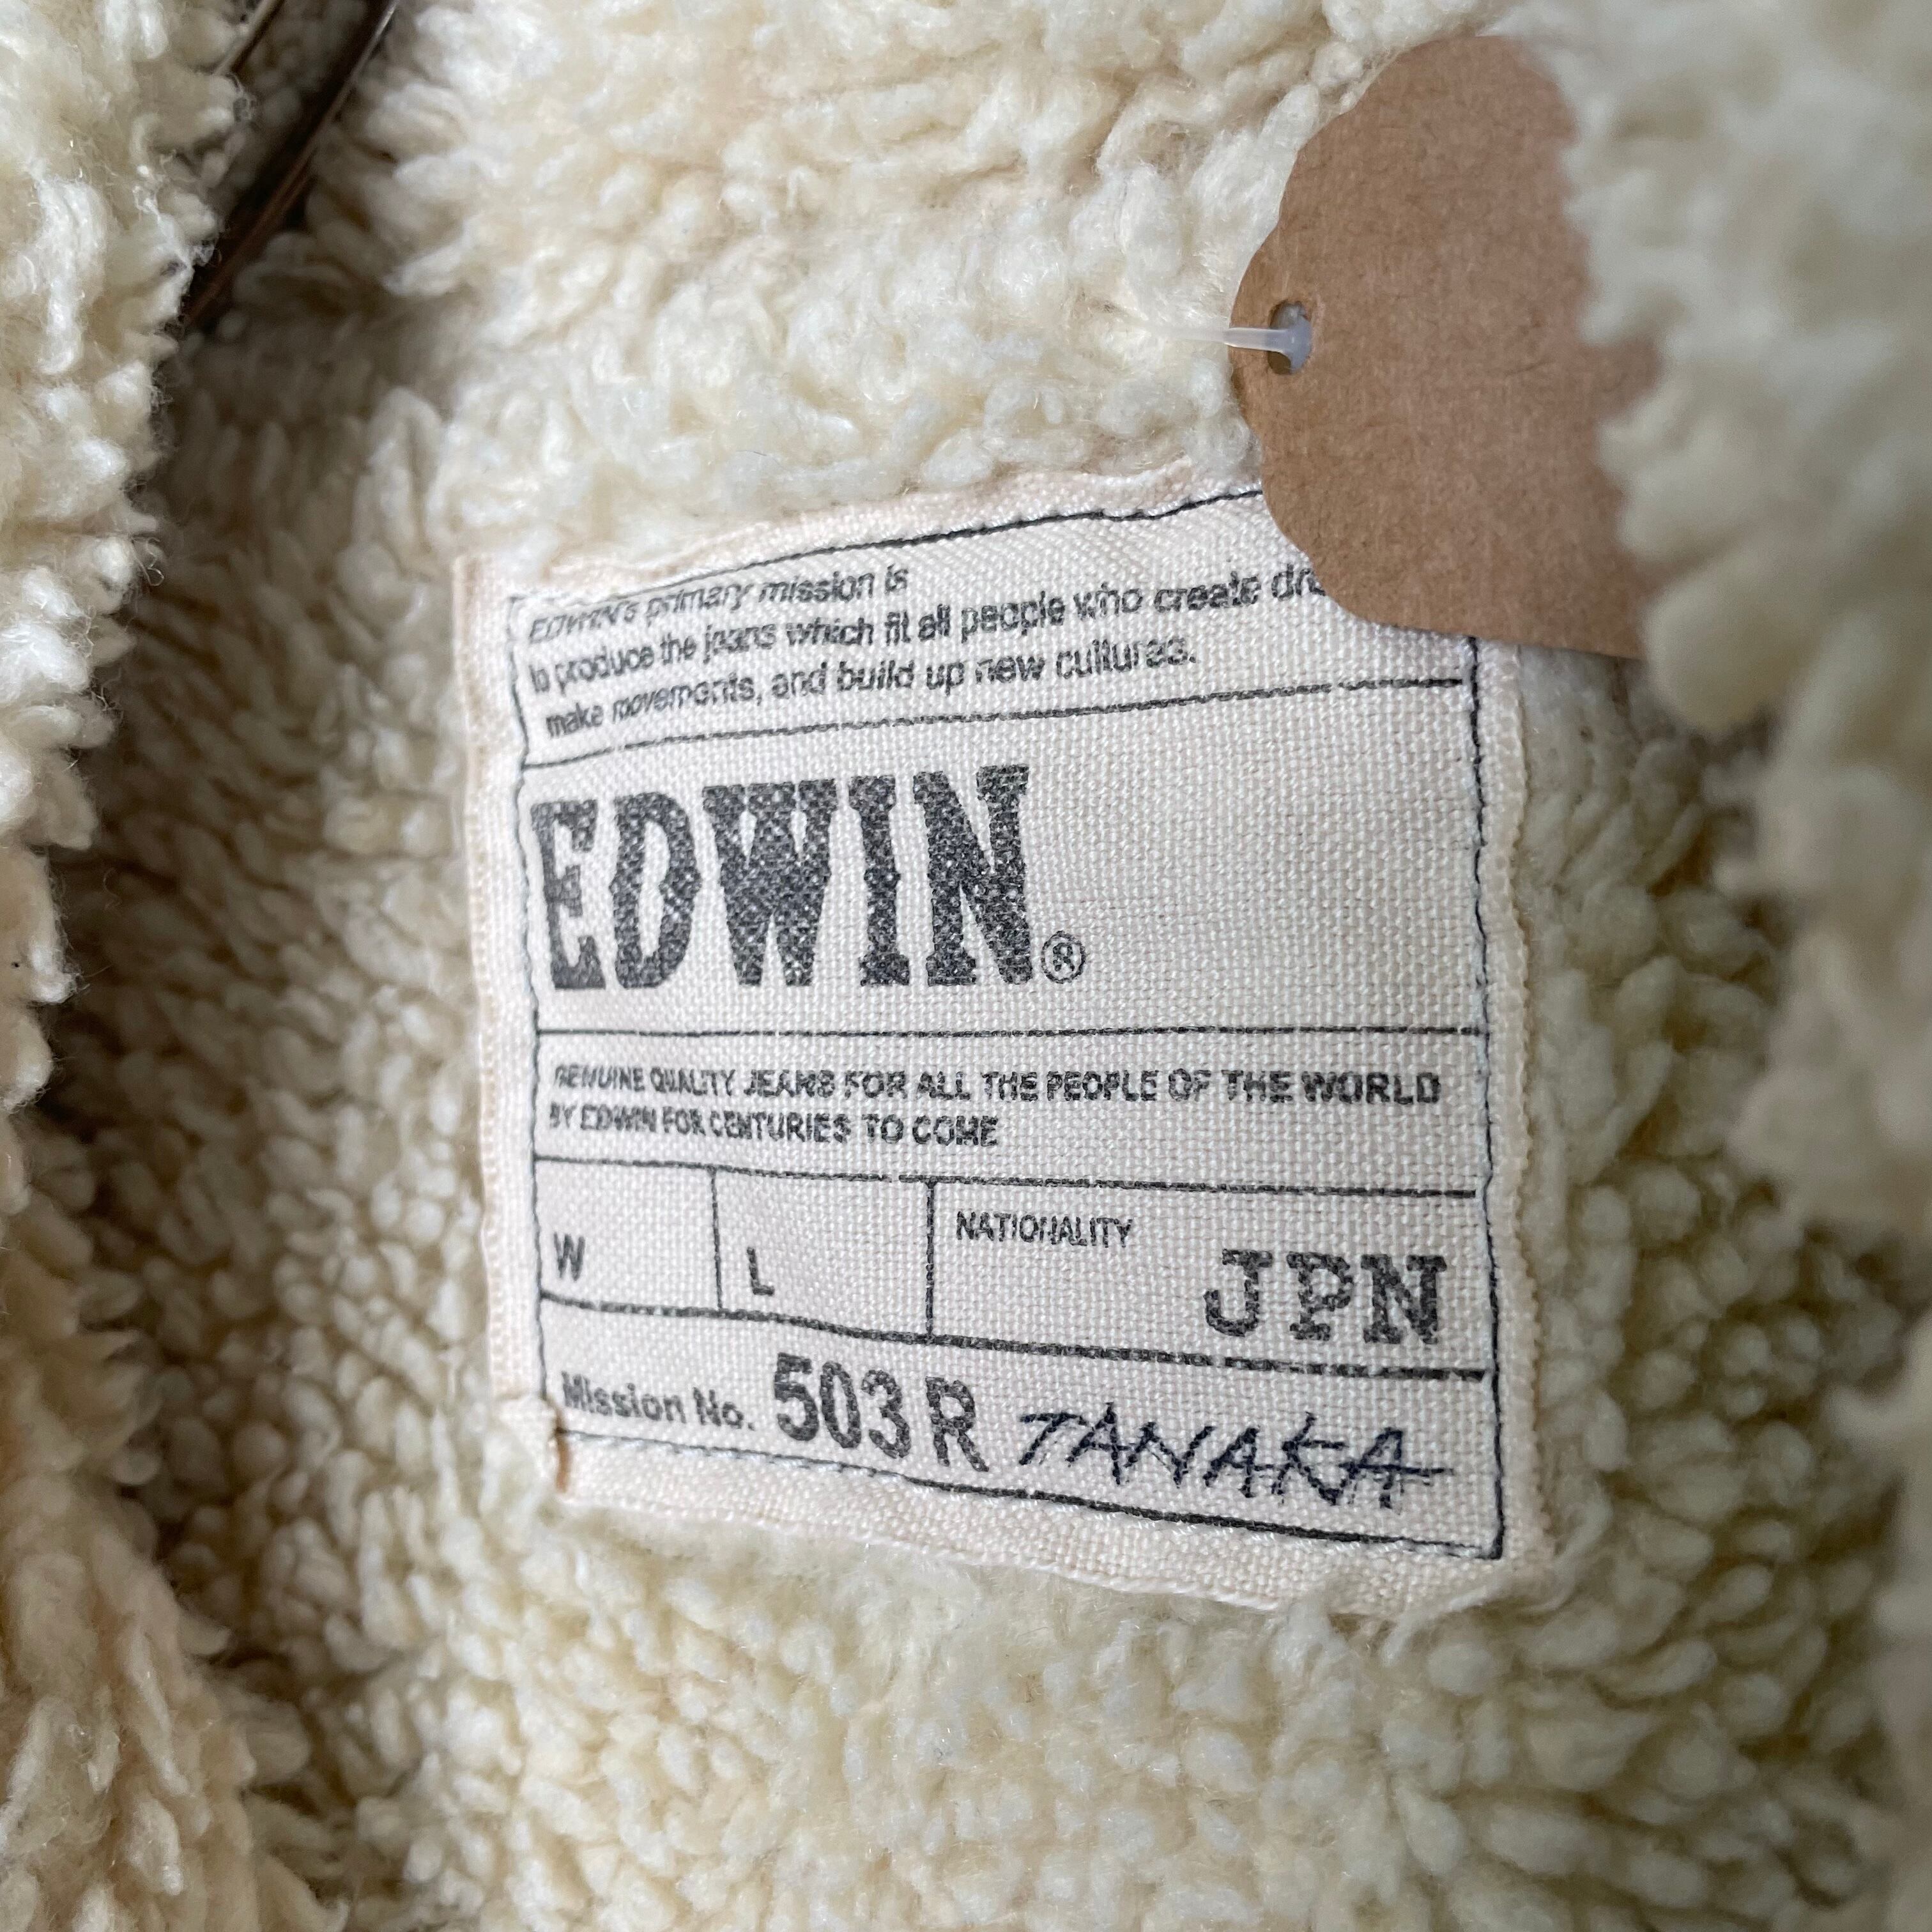 EDWIN's primary mission is
to produce the jeans which fit all people who create
make movements, and build up new cultures.
EDWIN®
GENUINE QUALITY JEANS FOR ALL THE PEOPLE OF THE WORLD
BY EDWIN FOR CENTURIES TO COME
W L NATIONALITY JPN
Mission No. 503 R TANAKA